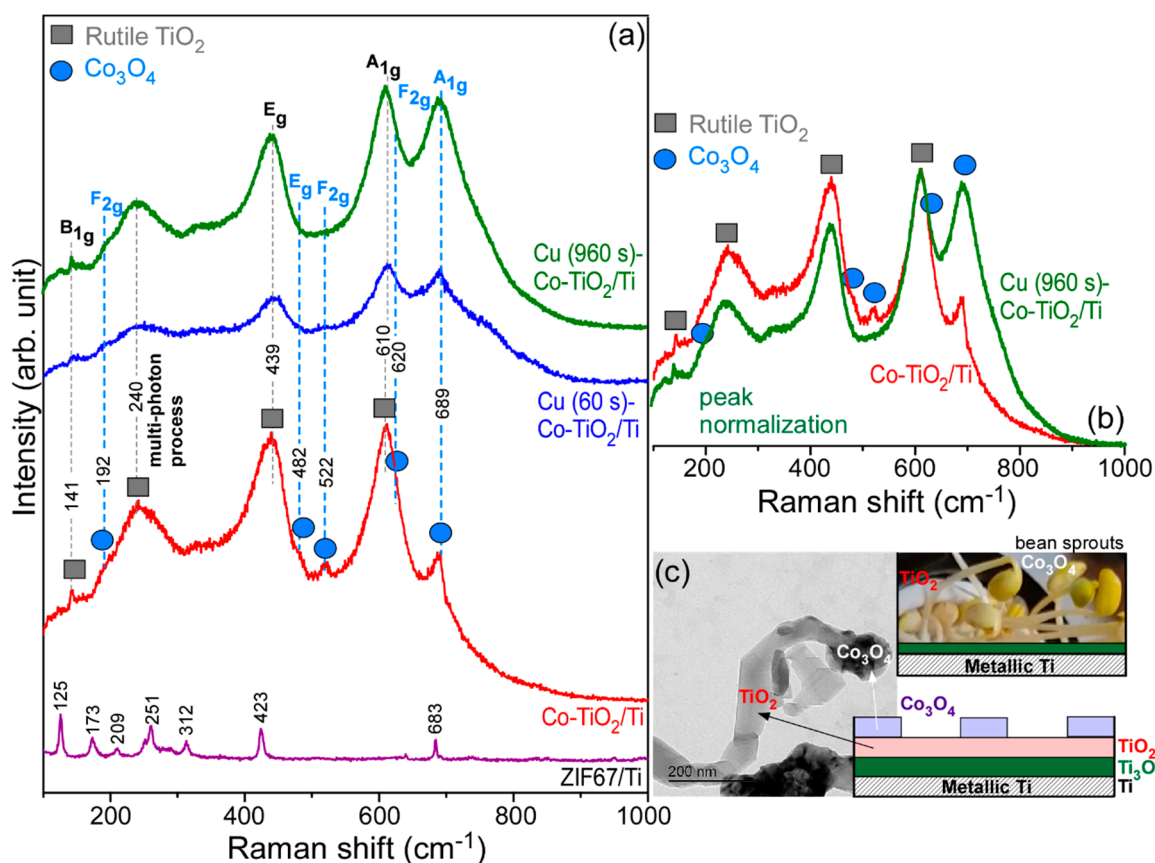 (a)
Rutile TiO2
Co3O4
A1g
A1g
F2g
Eg
F2g
Eg
F2g
B1g
Cu (960 s)-
Co-TiO2/Ti
Cu (60 s)-
Co-TiO2/Ti
141
192
240
multi-photon
process
439
482
522
610
620
689
Co-TiO2/Ti
125
173
209
251
312
423
683
ZIF67/Ti
Intensity (arb. unit)
200
400
600
800
1000
Raman shift (cm-1)
Rutile TiO2
Co3O4
Cu (960 s)-
Co-TiO2/Ti
Co-TiO2/Ti
peak
normalization
(b)
200
400
600
800
1000
Raman shift (cm-1)
(c)
bean sprouts
TiO2
Co3O4
Metallic Ti
Co3O4
TiO2
200 nm
Co3O4
TiO2
Ti3O
Metallic Ti
Ti